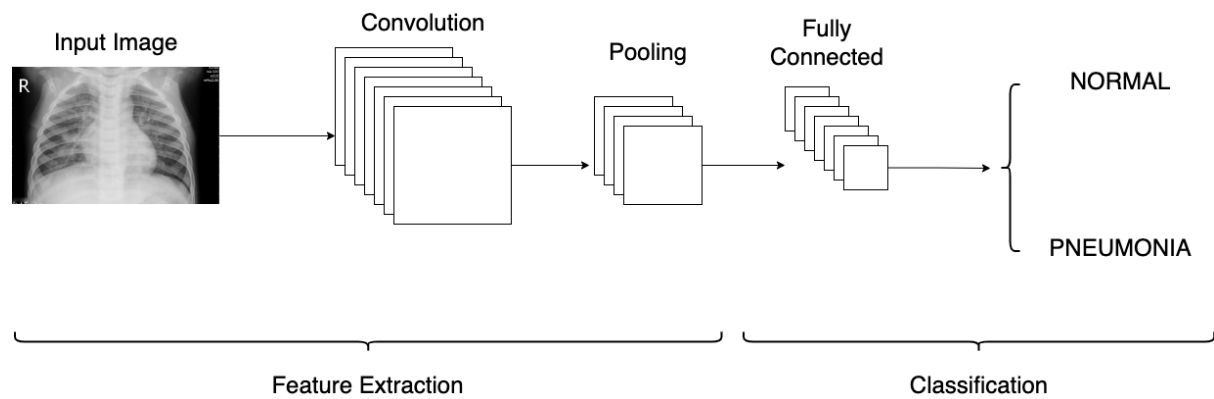 Input Image
Convolution
Pooling
Fully
Connected
R
NORMAL
PNEUMONIA
Feature Extraction
Classification